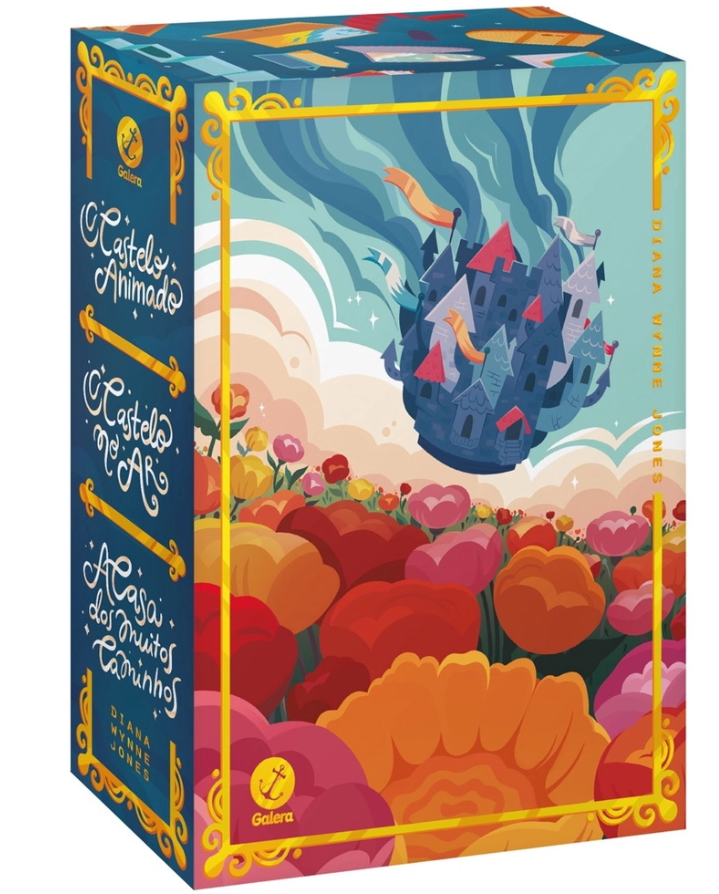 Galera
O Castelo
Animado
O Castelo
no Ar
A Casa
dos Muitos
Caminhos
DIANA
WYNNE
JONES
DIANA WYNNE JONES
Galera